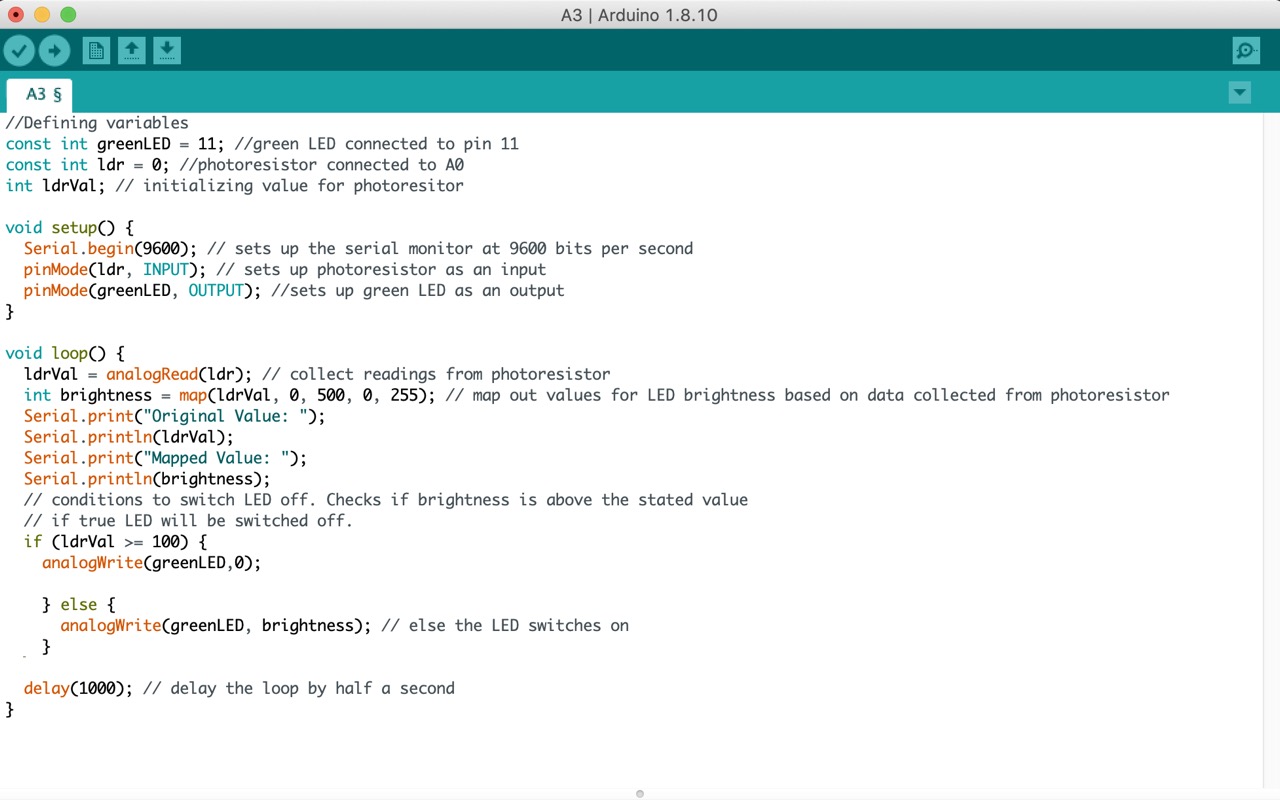 A3 | Arduino 1.8.10
A3 §
//Defining variables
const int greenLED = 11; //green LED connected to pin 11
const int ldr = 0; //photoresistor connected to A0
int ldrVal; // initializing value for photoresitor
void setup() {
Serial.begin(9600); // sets up the serial monitor at 9600 bits per second
pinMode(ldr, INPUT); // sets up photoresistor as an input
pinMode(greenLED, OUTPUT); //sets up green LED as an output
}
void loop() {
ldrVal = analogRead(ldr); // collect readings from photoresistor
int brightness = map(ldrVal, 0, 500, 0, 255); // map out values for LED brightness based on data collected from photoresistor
Serial.print("Original Value: ");
Serial.println(ldrVal);
Serial.print("Mapped Value: ");
Serial.println(brightness);
// conditions to switch LED off. Checks if brightness is above the stated value
// if true LED will be switched off.
if (ldrVal >= 100) {
analogWrite(greenLED,0);
} else {
analogWrite(greenLED, brightness); // else the LED switches on
}
delay(1000); // delay the loop by half a second
}